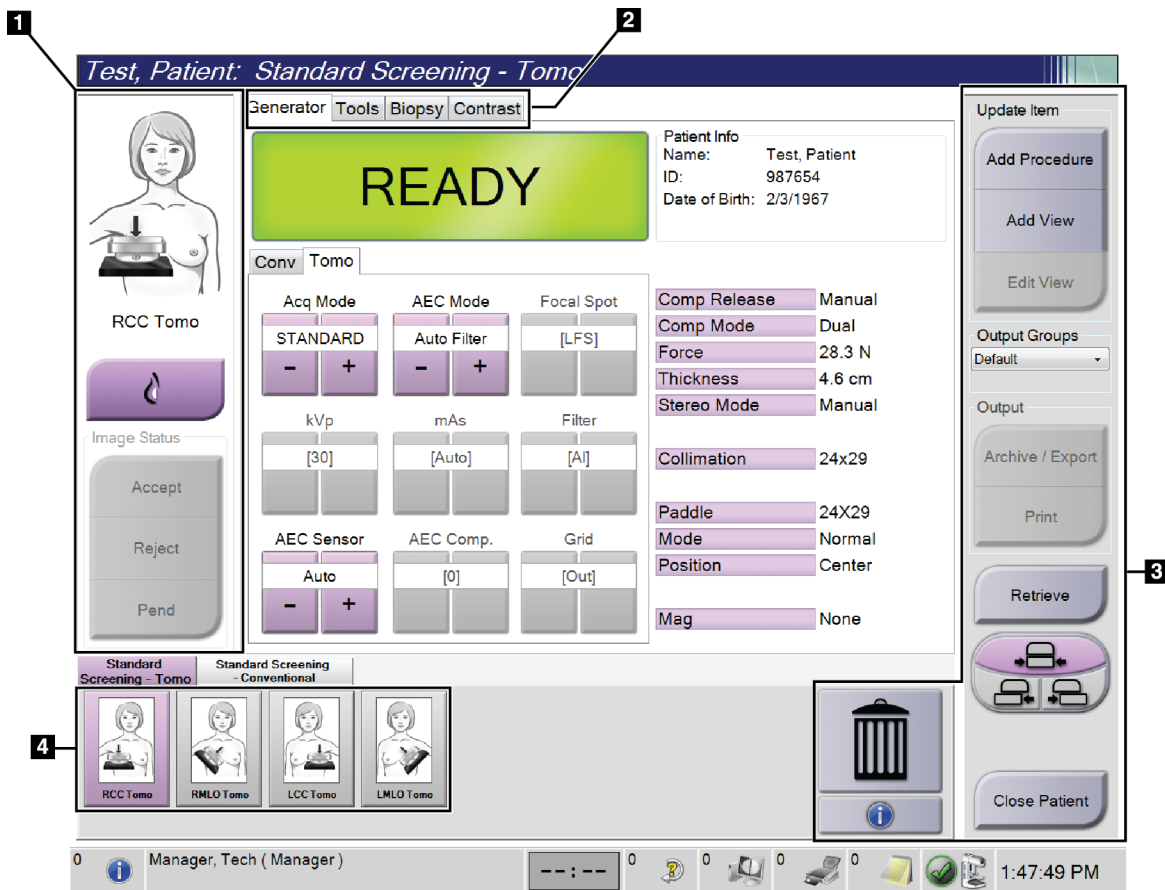 1
2
Test, Patient: Standard Screening - Tomo
Generator Tools Biopsy Contrast
READY
Patient Info
Name: Test, Patient
ID: 987654
Date of Birth: 2/3/1967
RCC Tomo
Image Status
Accept
Reject
Pend
Conv Tomo
Acq Mode AEC Mode Focal Spot
STANDARD Auto Filter [LFS]
- + - +
kVp mAs Filter
[30] [Auto] [Al]
AEC Sensor AEC Comp. Grid
Auto [0] [Out]
- +
Comp Release Manual
Comp Mode Dual
Force 28.3 N
Thickness 4.6 cm
Stereo Mode Manual
Collimation 24x29
Paddle 24X29
Mode Normal
Position Center
Mag None
Update Item
Add Procedure
Add View
Edit View
Output Groups
Default
Output
Archive / Export
Print
3
Retrieve
Close Patient
Standard
Screening - Tomo
Standard Screening
- Conventional
4
RCC Tomo RMLO Tomo LCC Tomo LMLO Tomo
0 Manager, Tech ( Manager ) --:-- 0 0 0 0 1:47:49 PM